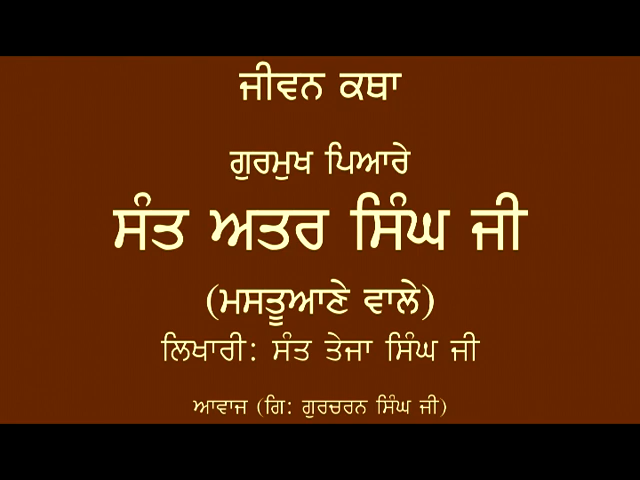 ਜੀਵਨ ਕਥਾ
ਗੁਰਮੁਖ ਪਿਆਰੇ
ਸੰਤ ਅਤਰ ਸਿੰਘ ਜੀ
(ਮਸਤੂਆਣੇ ਵਾਲੇ)
ਲਿਖਾਰੀ: ਸੰਤ ਤੇਜਾ ਸਿੰਘ ਜੀ
ਆਵਾਜ (ਗਿ: ਗੁਰਚਰਨ ਸਿੰਘ ਜੀ)